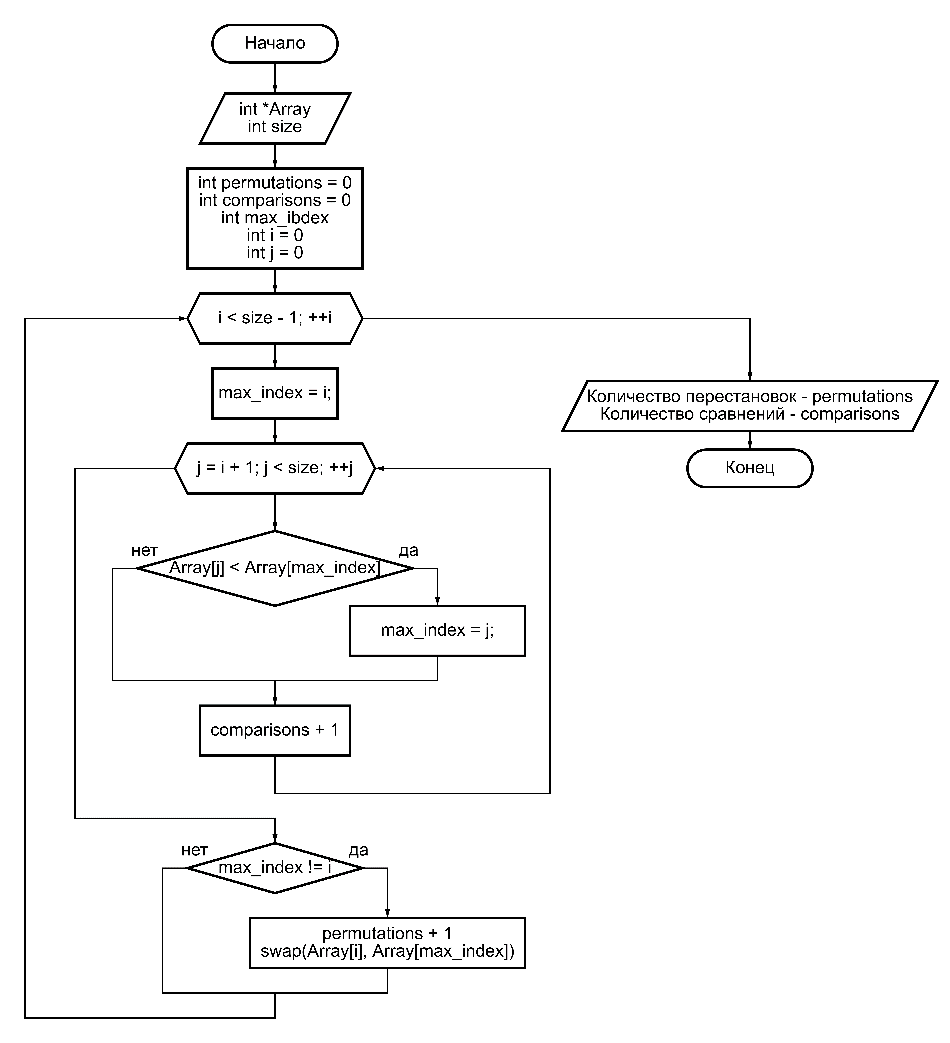 Начало
int *Array
int size
int permutations = 0
int comparisons = 0
int max_ibdex
int i = 0
int j = 0
i < size - 1; ++i
max_index = i;
Количество перестановок - permutations
Количество сравнений - comparisons
Конец
j = i + 1; j < size; ++j
нет
да
Array[j] < Array[max_index]
max_index = j;
comparisons + 1
нет
да
max_index != i
permutations + 1
swap(Array[i], Array[max_index])